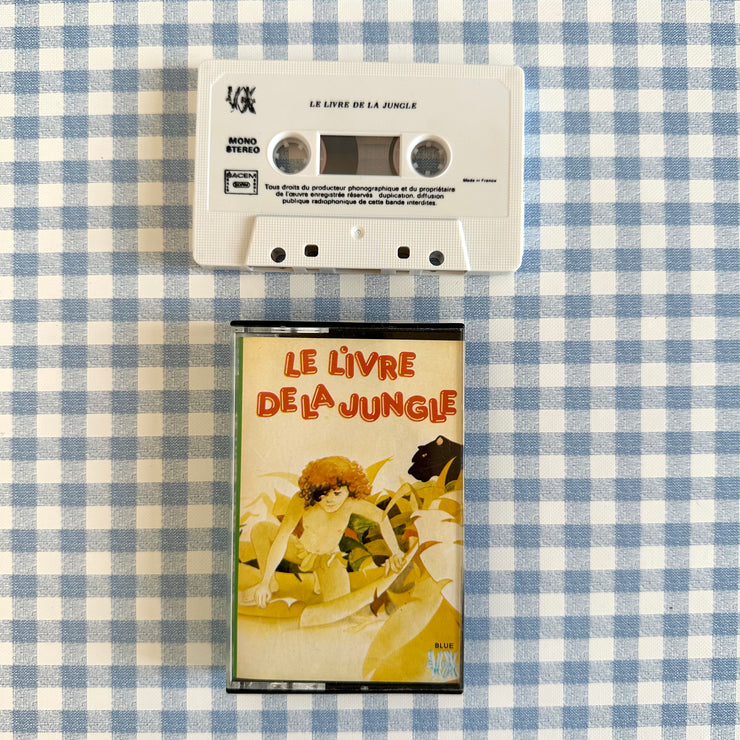 VOX
LE LIVRE DE LA JUNGLE
MONO
STEREO
SACEM
SDRM
Made in France
Tous droits du producteur phonographique et du propriétaire
de l'œuvre enregistrée réservés duplication, diffusion
publique radiophonique de cette bande interdites.
LE LIVRE
DE LA JUNGLE
BLUE
VOX